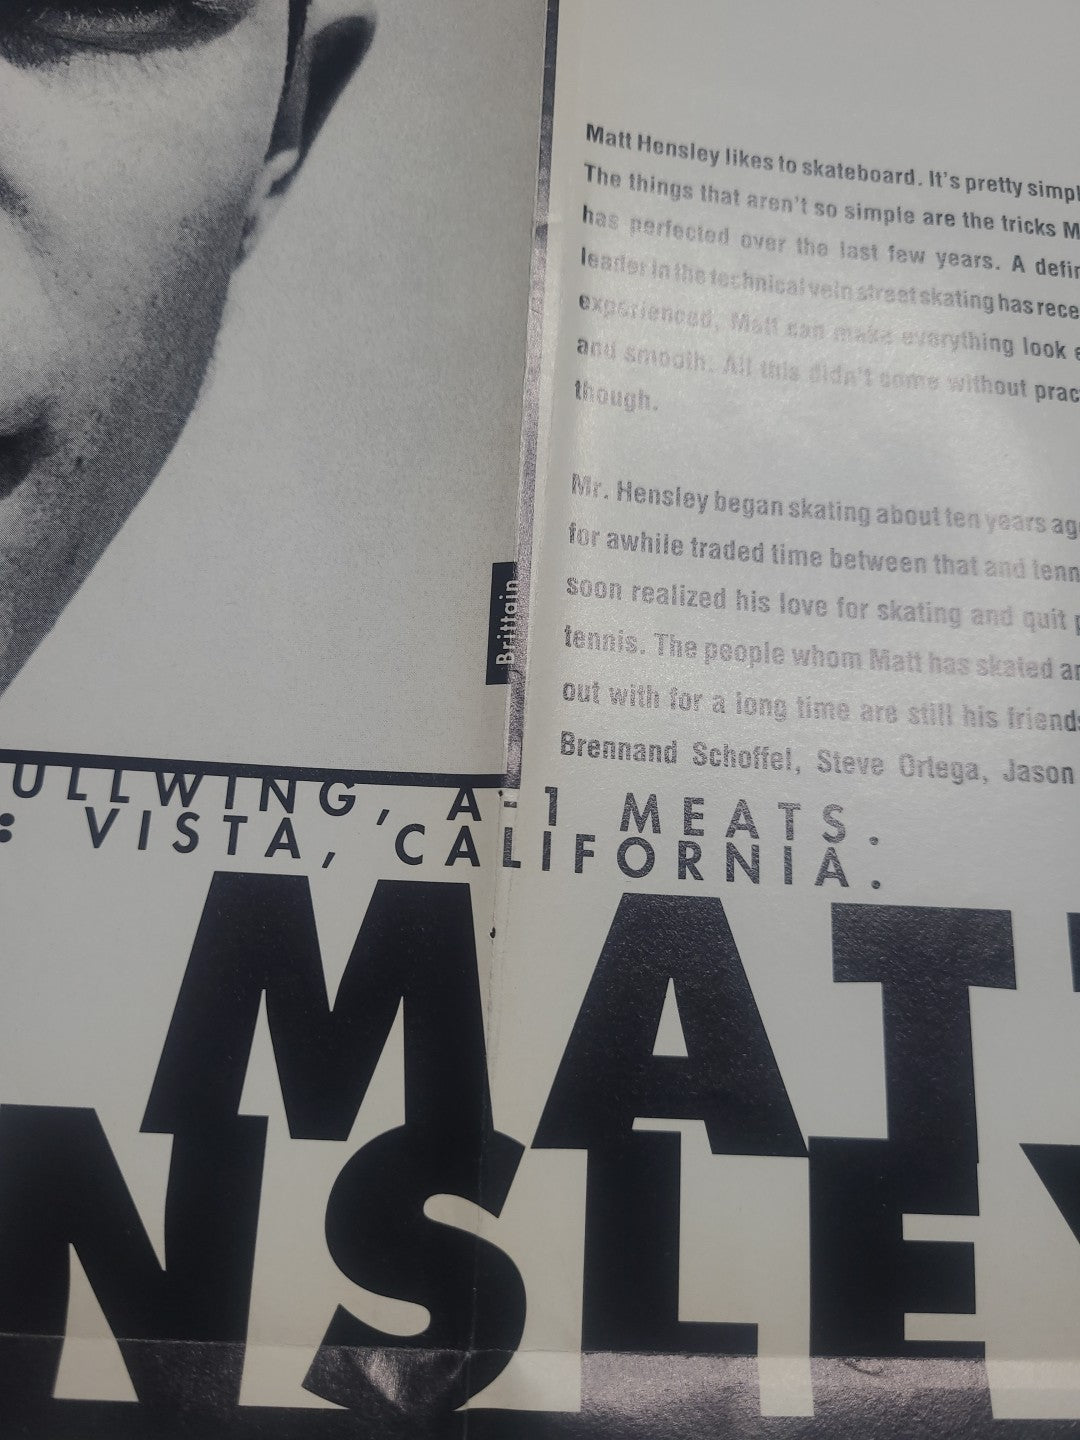 Matt Hensley likes to skateboard. It's pretty simpl
The things that aren't so simple are the tricks M
has perfected over the last few years. A defin
leader in the technical vein street skating has rece
experienced, Matt can make everything look e
and smooth. All this didn't come without prac
though.
Mr. Hensley began skating about ten years ag
for awhile traded time between that and tenn
soon realized his love for skating and quit p
tennis. The people whom Matt has skated an
out with for a long time are still his friends
Brennand Schoffel, Steve Ortega, Jason
Brittain
ULLWING, A-1 MEATS.
: VISTA, CALIFORNIA.
MATT
NSLEY